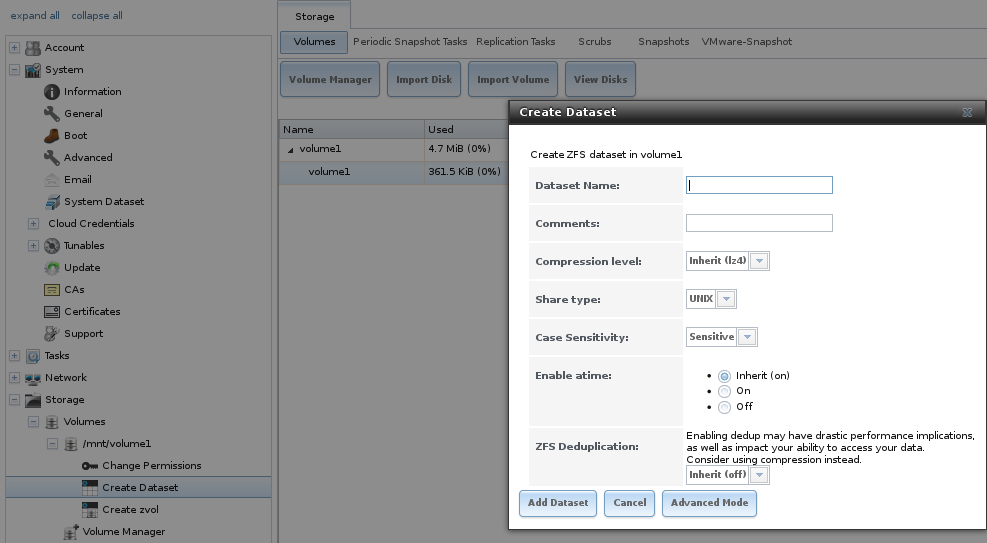 expand all collapse all
Account
System
Information
General
Boot
Advanced
Email
System Dataset
Cloud Credentials
Tunables
Update
CAs
Certificates
Support
Tasks
Network
Storage
Volumes
/mnt/volume1
Change Permissions
Create Dataset
Create zvol
Volume Manager
Storage
Volumes Periodic Snapshot Tasks Replication Tasks Scrubs Snapshots VMware-Snapshot
Volume Manager Import Disk Import Volume View Disks
Name Used
volume1 4.7 MiB (0%)
volume1 361.5 KiB (0%)
Create Dataset
Create ZFS dataset in volume1
Dataset Name:
Comments:
Compression level: Inherit (lz4)
Share type: UNIX
Case Sensitivity: Sensitive
Enable atime: Inherit (on)
On
Off
ZFS Deduplication: Enabling dedup may have drastic performance implications,
as well as impact your ability to access your data.
Consider using compression instead.
Inherit (off)
Add Dataset Cancel Advanced Mode